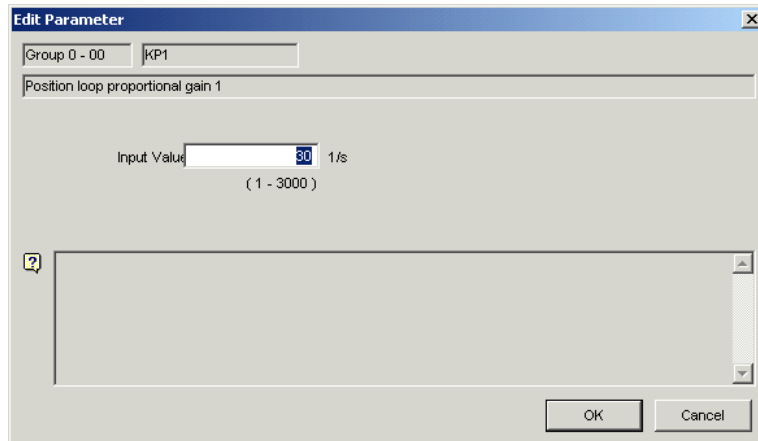 Edit Parameter
Group 0 - 00 KP1
Position loop proportional gain 1
Input Value 30 1/s
( 1 - 3000 )
OK Cancel